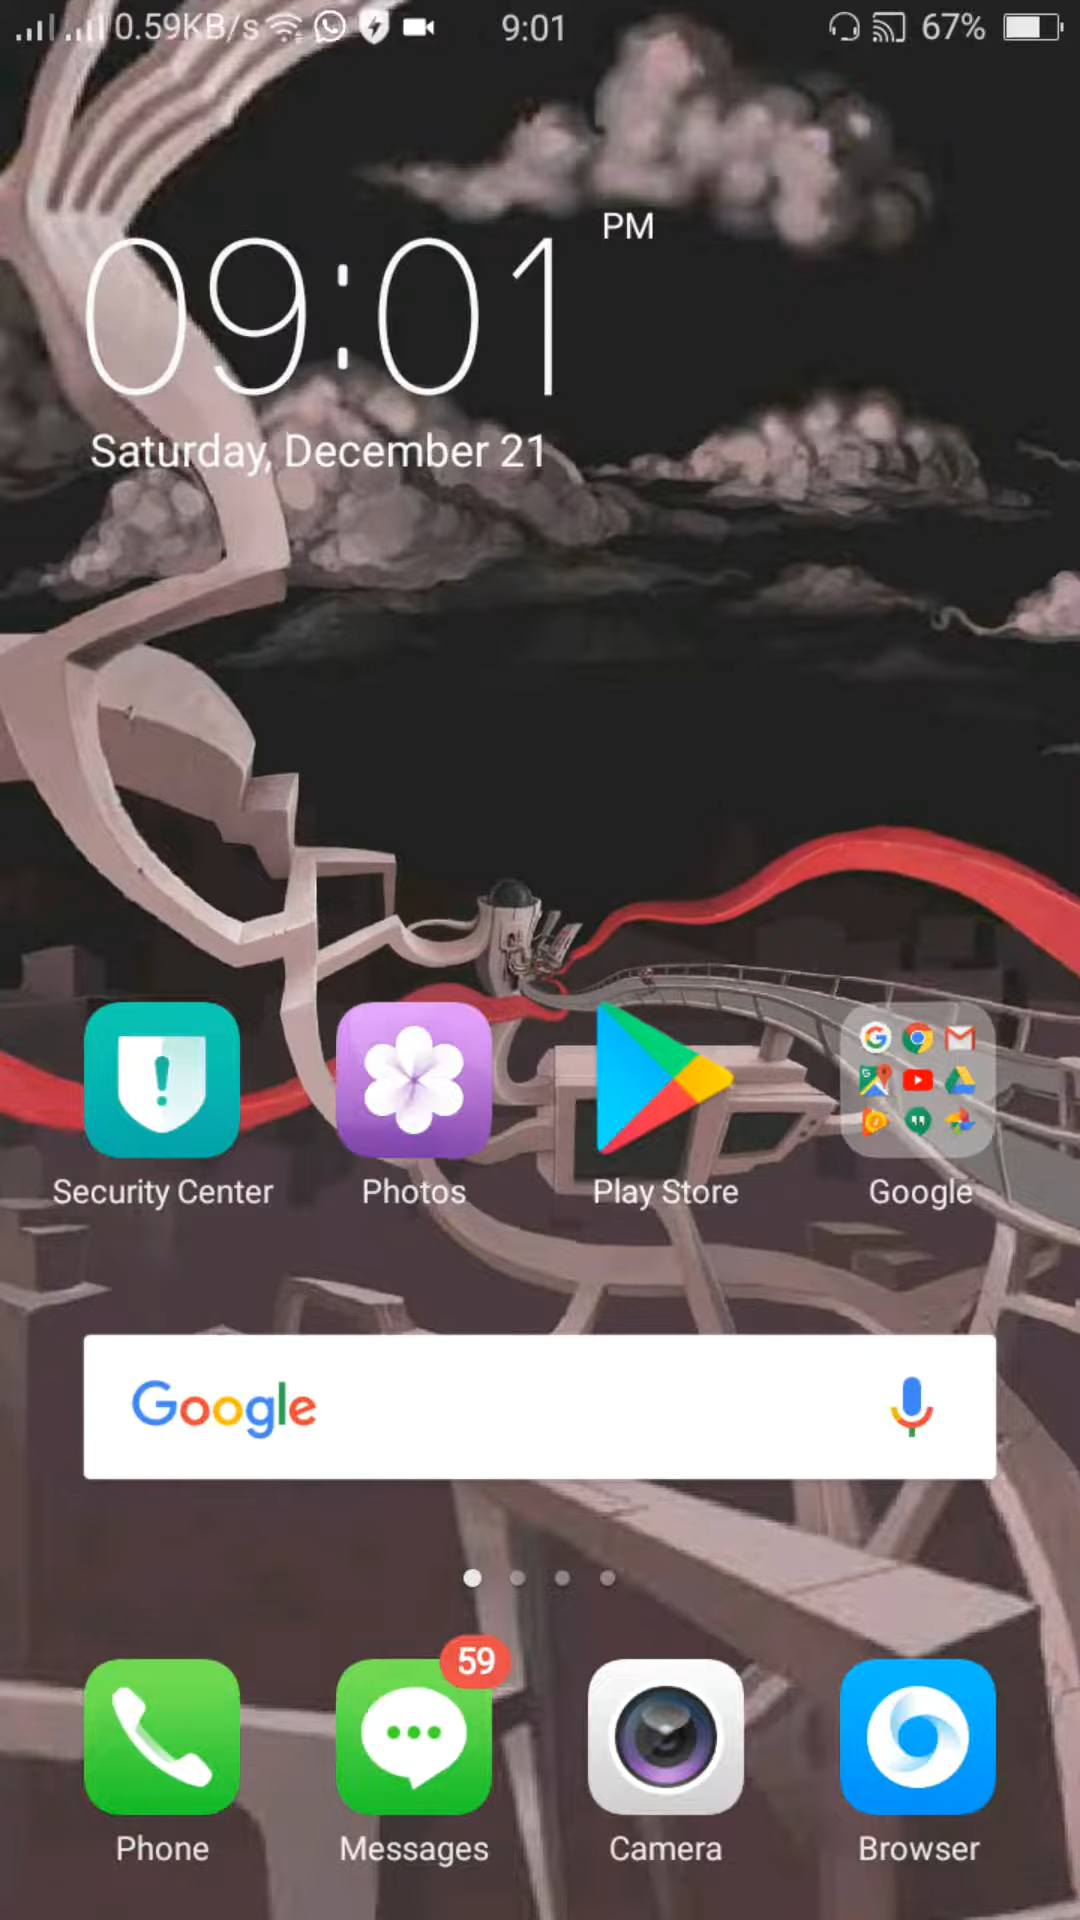 0.59KB/s 9:01 67%
PM
09:01
Saturday, December 21
Security Center Photos Play Store Google
Google
59
Phone Messages Camera Browser